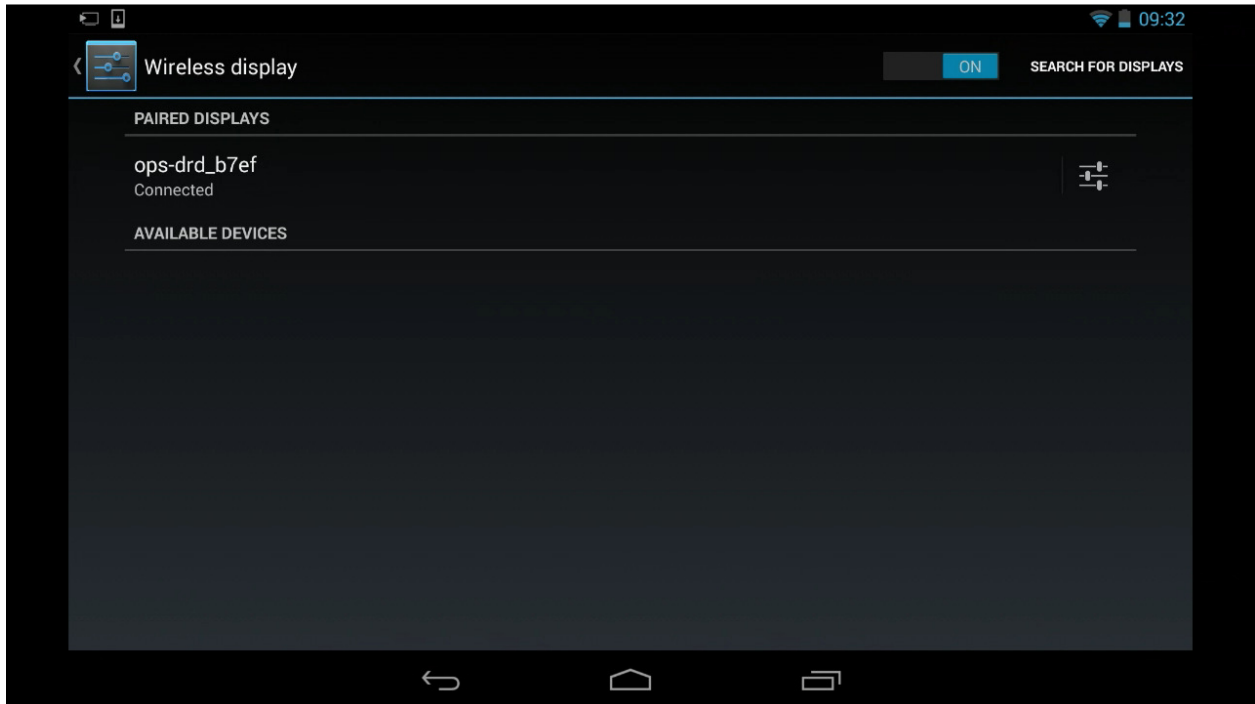 09:32
Wireless display
ON
SEARCH FOR DISPLAYS
PAIRED DISPLAYS
ops-drd_b7ef
Connected
AVAILABLE DEVICES